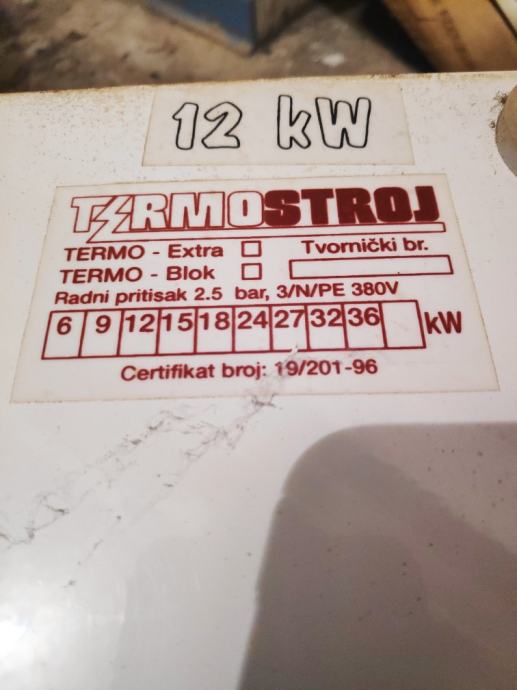 12 kW
TERMOSTROJ
TERMO - Extra
Tvornički br.
TERMO - Blok
Radni pritisak 2.5 bar, 3/N/PE 380V
6 9 12 15 18 24 27 32 36 kW
Certifikat broj: 19/201-96